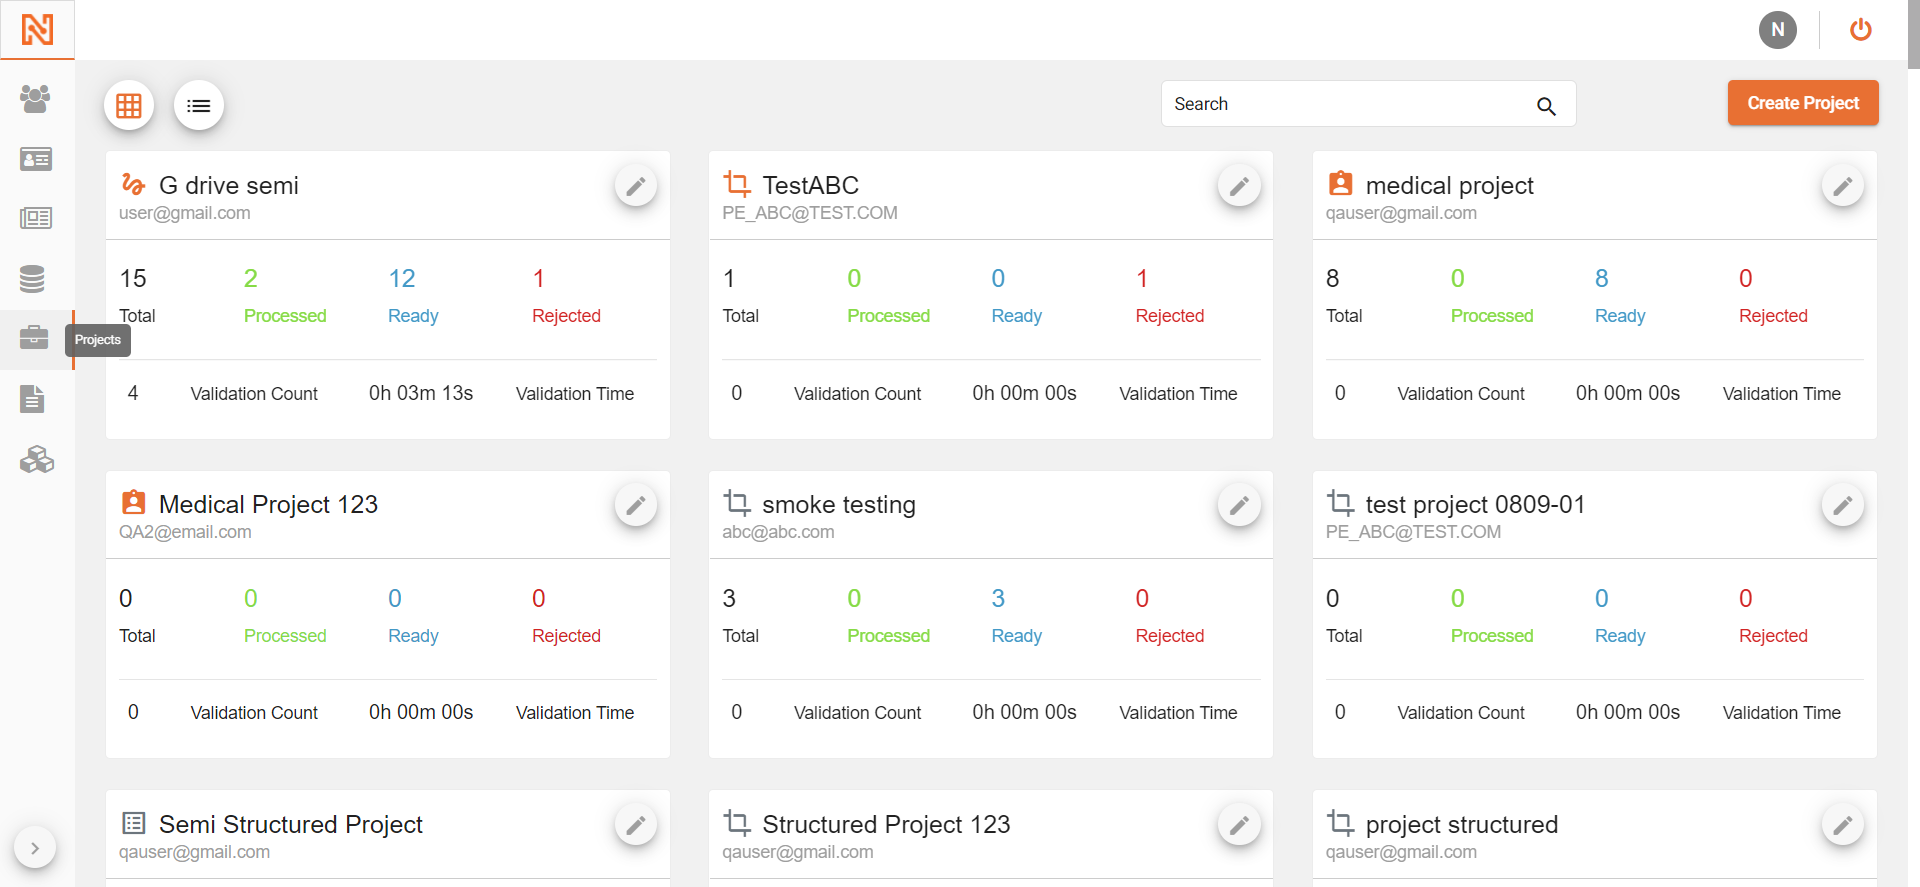 N
Search
Create Project
G drive semi
user@gmail.com
15 2 12 1
Total Processed Ready Rejected
4 Validation Count 0h 03m 13s Validation Time
TestABC
PE_ABC@TEST.COM
1 0 0 1
Total Processed Ready Rejected
0 Validation Count 0h 00m 00s Validation Time
medical project
qauser@gmail.com
8 0 8 0
Total Processed Ready Rejected
0 Validation Count 0h 00m 00s Validation Time
Projects
Medical Project 123
QA2@email.com
0 0 0 0
Total Processed Ready Rejected
0 Validation Count 0h 00m 00s Validation Time
smoke testing
abc@abc.com
3 0 3 0
Total Processed Ready Rejected
0 Validation Count 0h 00m 00s Validation Time
test project 0809-01
PE_ABC@TEST.COM
0 0 0 0
Total Processed Ready Rejected
0 Validation Count 0h 00m 00s Validation Time
Semi Structured Project
qauser@gmail.com
Structured Project 123
qauser@gmail.com
project structured
qauser@gmail.com